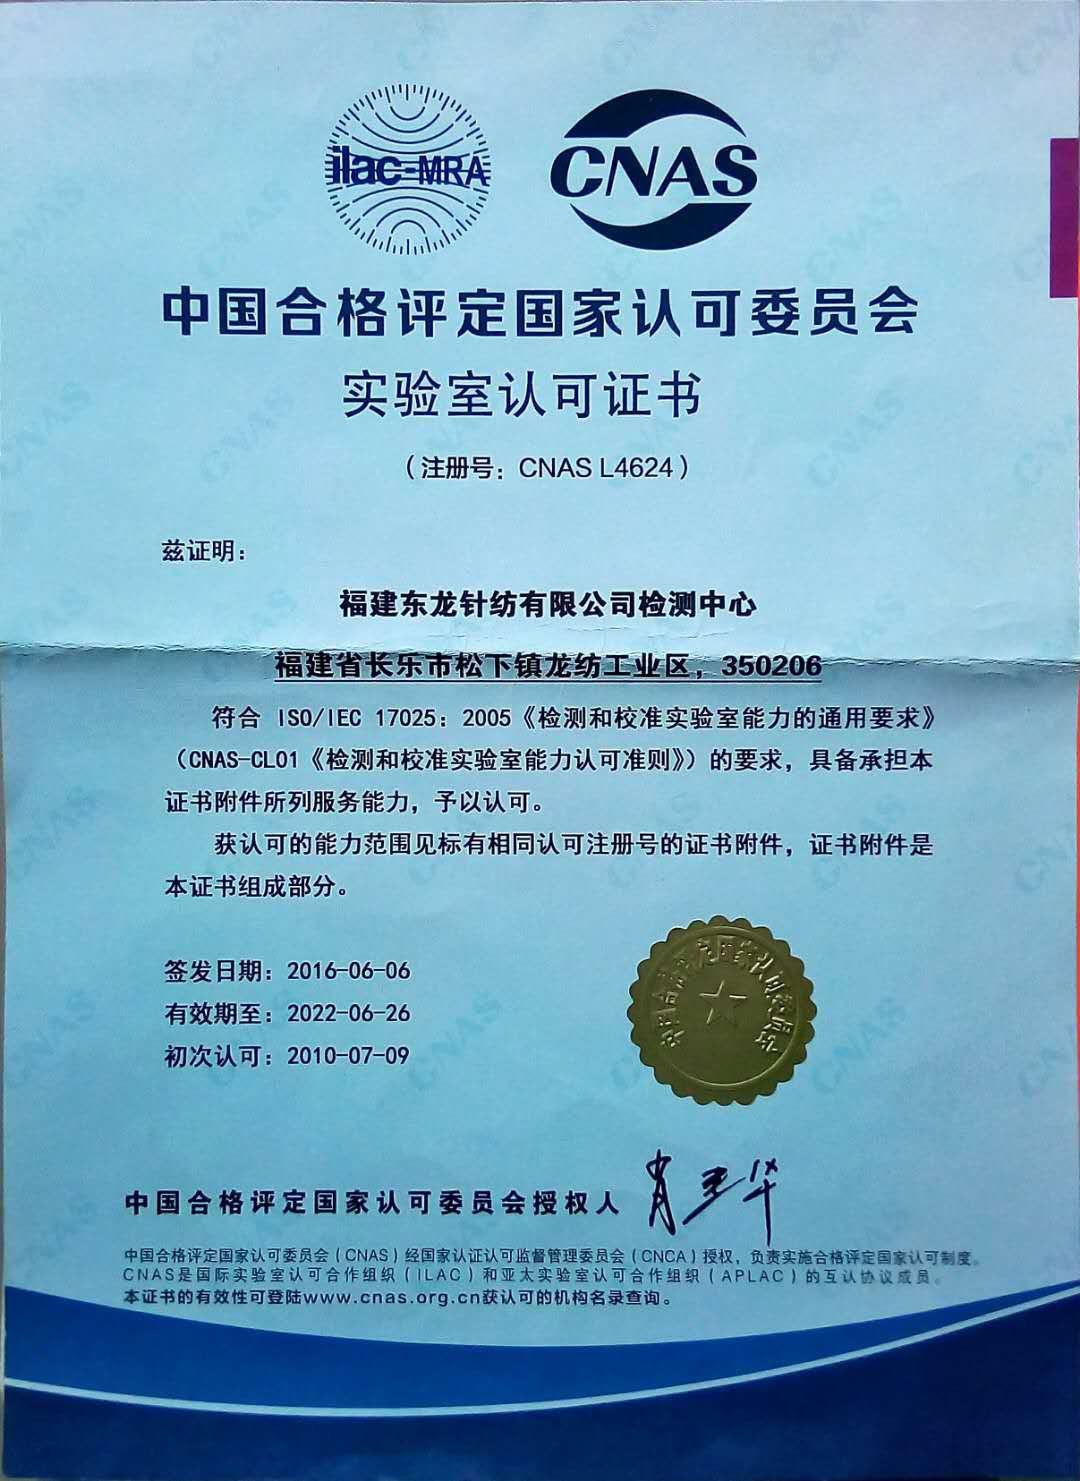 ilac-MRA
CNAS
中国合格评定国家认可委员会
实验室认可证书
（注册号：CNAS L4624）
兹证明：
福建东龙针纺有限公司检测中心
福建省长乐市松下镇龙纺工业区，350206
符合 ISO/IEC 17025：2005《检测和校准实验室能力的通用要求》
（CNAS-CL01《检测和校准实验室能力认可准则》）的要求，具备承担本
证书附件所列服务能力，予以认可。
获认可的能力范围见标有相同认可注册号的证书附件，证书附件是
本证书组成部分。
签发日期：2016-06-06
有效期至：2022-06-26
初次认可：2010-07-09
中国合格评定国家认可委员会
中国合格评定国家认可委员会授权人
中国合格评定国家认可委员会（CNAS）经国家认证认可监督管理委员会（CNCA）授权，负责实施合格评定国家认可制度。
CNAS是国际实验室认可合作组织（ILAC）和亚太实验室认可合作组织（APLAC）的互认协议成员。
本证书的有效性可登陆www.cnas.org.cn获认可的机构名录查询。